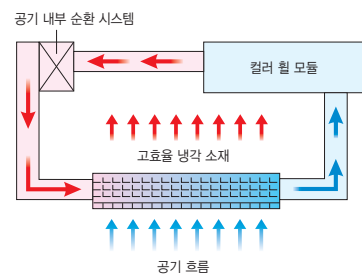 공기 내부 순환 시스템
컬러 휠 모듈
고효율 냉각 소재
공기 흐름